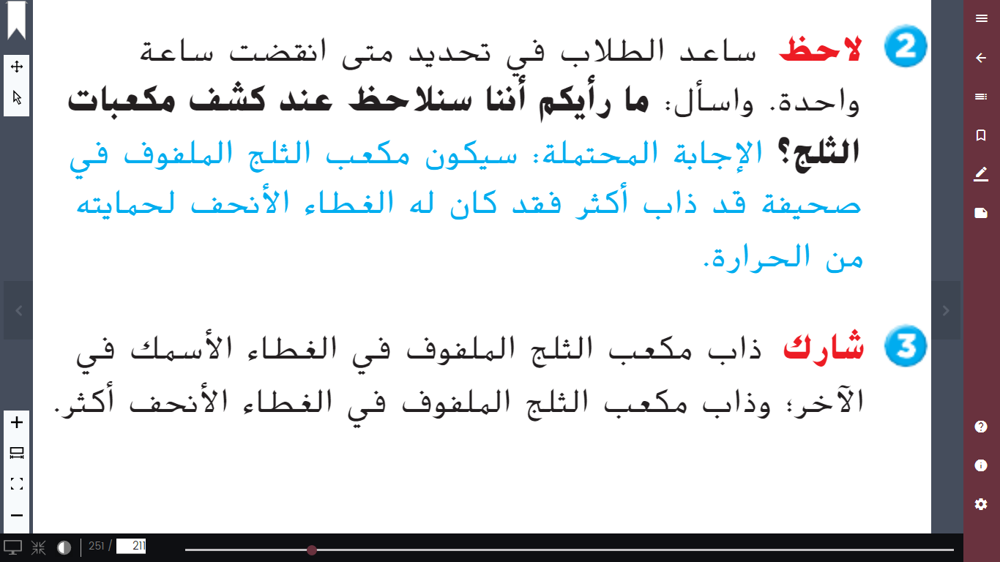 2 لاحظ ساعد الطلاب في تحديد متى انقضت ساعة
واحدة. واسأل: ما رأيكم أننا سنلاحظ عند كشف مكعبات
الثلج؟ الإجابة المحتملة: سيكون مكعب الثلج الملفوف في
صحيفة قد ذاب أكثر فقد كان له الغطاء الأنحف لحمايته
من الحرارة.
3 شارك ذاب مكعب الثلج الملفوف في الغطاء الأسمك في
الآخر؛ وذاب مكعب الثلج الملفوف في الغطاء الأنحف أكثر.
251 / 211